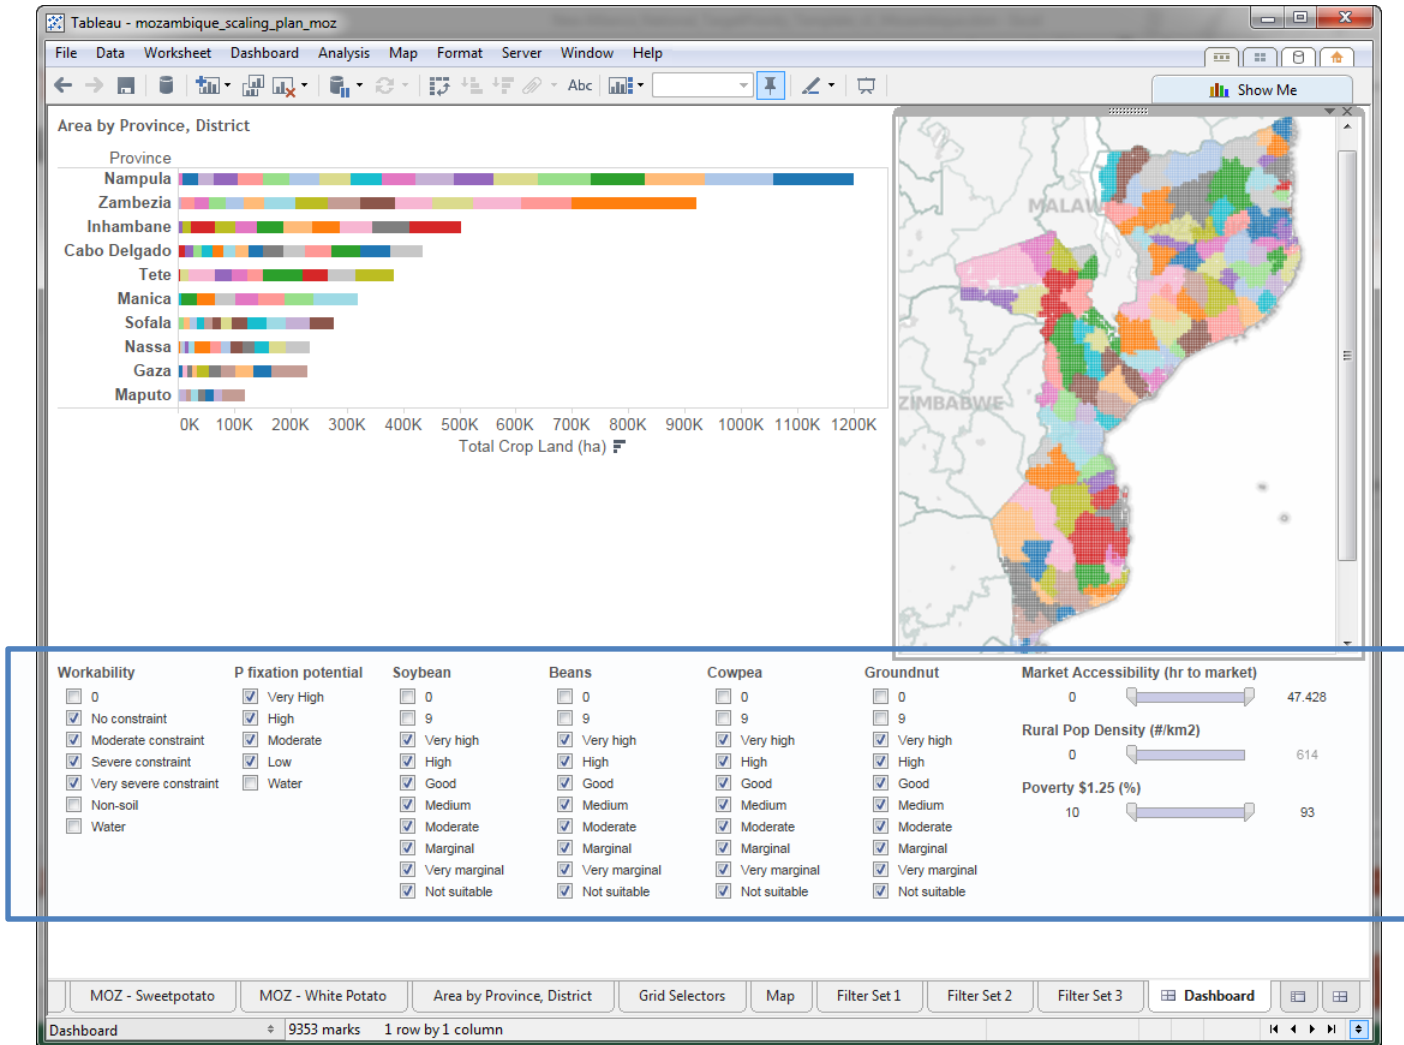 Tableau - mozambique_scaling_plan_moz
File Data Worksheet Dashboard Analysis Map Format Server Window Help
Abc
Show Me
Area by Province, District
Province
Nampula
Zambezia
Inhambane
Cabo Delgado
Tete
Manica
Sofala
Nassa
Gaza
Maputo
0K 100K 200K 300K 400K 500K 600K 700K 800K 900K 1000K 1100K 1200K
Total Crop Land (ha)
MALAW
ZIMBABWE
Workability
0
No constraint
Moderate constraint
Severe constraint
Very severe constraint
Non-soil
Water
P fixation potential
Very High
High
Moderate
Low
Water
Soybean
0
9
Very high
High
Good
Medium
Moderate
Marginal
Very marginal
Not suitable
Beans
0
9
Very high
High
Good
Medium
Moderate
Marginal
Very marginal
Not suitable
Cowpea
0
9
Very high
High
Good
Medium
Moderate
Marginal
Very marginal
Not suitable
Groundnut
0
9
Very high
High
Good
Medium
Moderate
Marginal
Very marginal
Not suitable
Market Accessibility (hr to market)
0 47.428
Rural Pop Density (#/km2)
0 614
Poverty $1.25 (%)
10 93
MOZ - Sweetpotato MOZ - White Potato Area by Province, District Grid Selectors Map Filter Set 1 Filter Set 2 Filter Set 3 Dashboard
Dashboard 9353 marks 1 row by 1 column